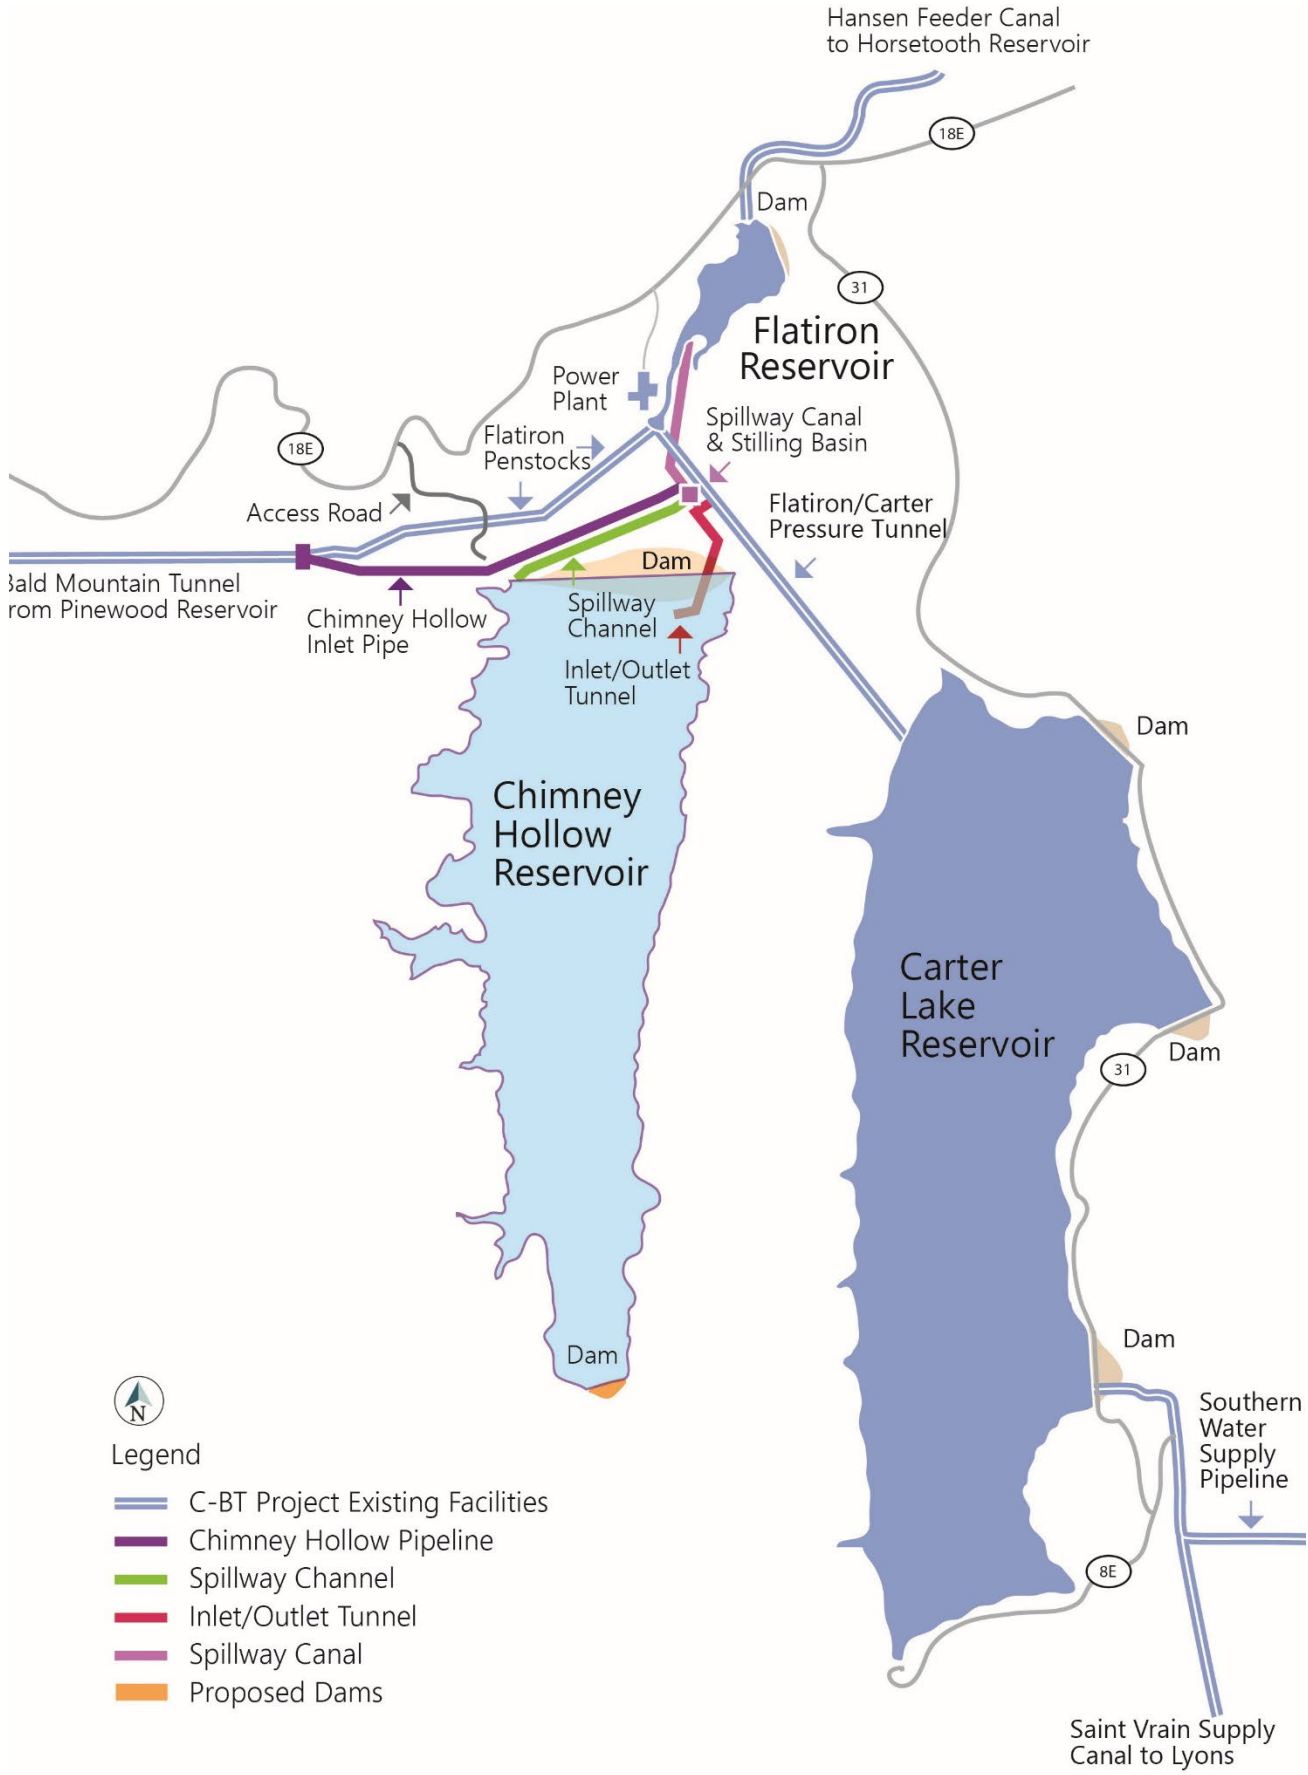 Hansen Feeder Canal
to Horsetooth Reservoir
18E
Dam
31
Flatiron
Reservoir
Power
Plant
Spillway Canal
& Stilling Basin
Flatiron
Penstocks
18E
Access Road
Flatiron/Carter
Pressure Tunnel
Dam
Bald Mountain Tunnel
rom Pinewood Reservoir
Chimney Hollow
Inlet Pipe
Spillway
Channel
Inlet/Outlet
Tunnel
Dam
Chimney
Hollow
Reservoir
Carter
Lake
Reservoir
Dam
31
Dam
Dam
Southern
Water
Supply
Pipeline
8E
N
Legend
C-BT Project Existing Facilities
Chimney Hollow Pipeline
Spillway Channel
Inlet/Outlet Tunnel
Spillway Canal
Proposed Dams
Saint Vrain Supply
Canal to Lyons